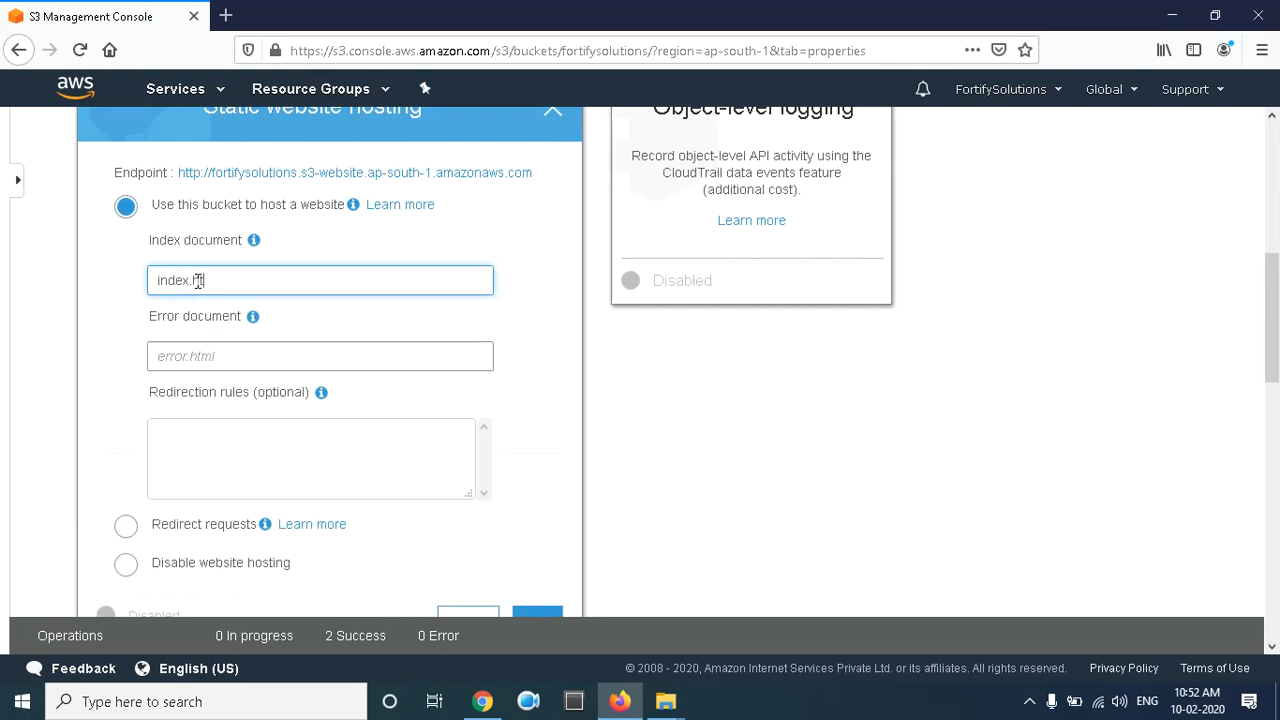 S3 Management Console
https://s3.console.aws.amazon.com/s3/buckets/fortifysolutions/?region=ap-south-1&tab=properties
aws Services Resource Groups FortifySolutions Global Support
Static website hosting
Endpoint : http://fortifysolutions.s3-website.ap-south-1.amazonaws.com
Use this bucket to host a website Learn more
Index document
index.ht
Error document
error.html
Redirection rules (optional)
Redirect requests Learn more
Disable website hosting
Disabled
Object-level logging
Record object-level API activity using the
CloudTrail data events feature
(additional cost).
Learn more
Disabled
Operations 0 In progress 2 Success 0 Error
Feedback English (US) © 2008 - 2020, Amazon Internet Services Private Ltd. or its affiliates. All rights reserved. Privacy Policy Terms of Use
Type here to search
ENG
10:52 AM
10-02-2020